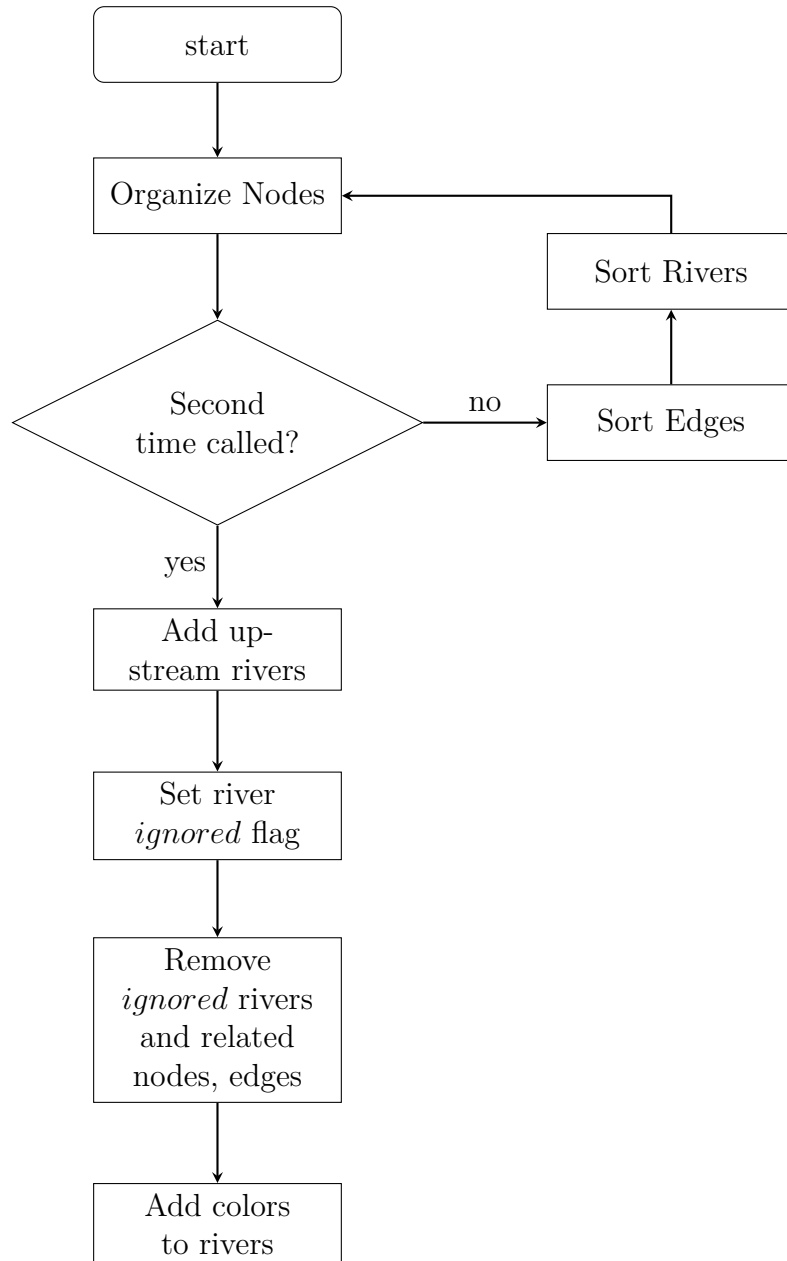 start
Organize Nodes
Sort Rivers
Second
time called?
no
Sort Edges
yes
Add up-
stream rivers
Set river
ignored flag
Remove
ignored rivers
and related
nodes, edges
Add colors
to rivers